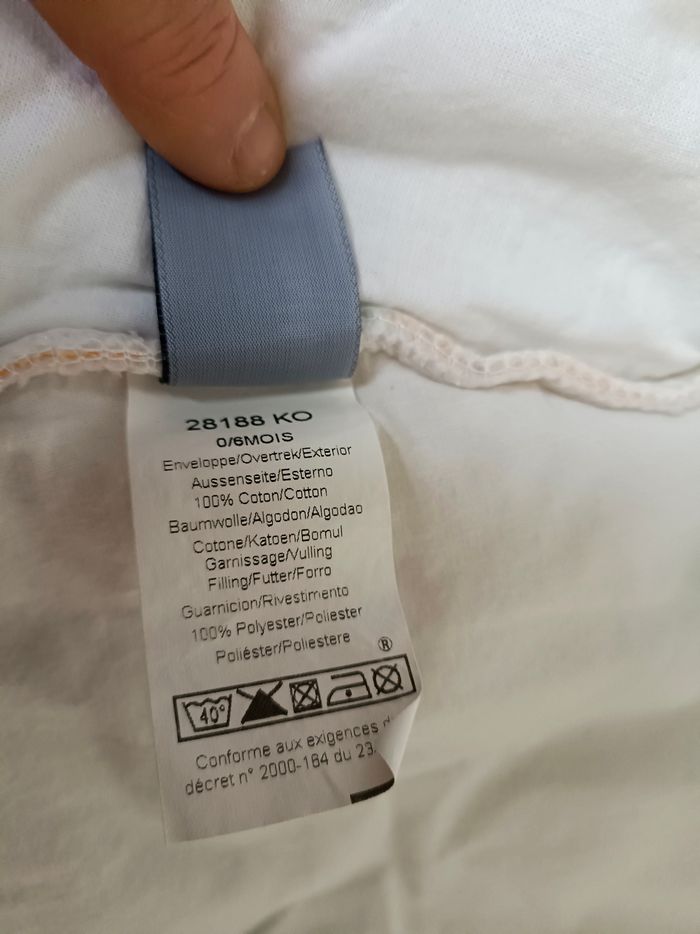 28188 KO
0/6MOIS
Enveloppe/Overtrek/Exterior
Aussenseite/Esterno
100% Coton/Cotton
Baumwolle/Algodon/Algodao
Cotone/Katoen/Bomul
Garnissage/Vulling
Filling/Futter/Forro
Guarnicion/Rivestimento
100% Polyester/Poliester
Poliéster/Poliestere
®
40°
Conforme aux exigences
décret n° 2000-164 du 23.